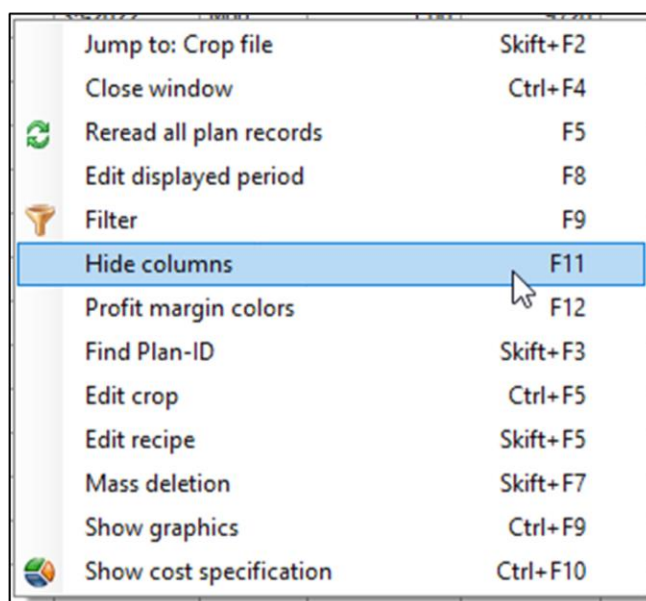 Jump to: Crop file Skift+F2
Close window Ctrl+F4
Reread all plan records F5
Edit displayed period F8
Filter F9
Hide columns F11
Profit margin colors F12
Find Plan-ID Skift+F3
Edit crop Ctrl+F5
Edit recipe Skift+F5
Mass deletion Skift+F7
Show graphics Ctrl+F9
Show cost specification Ctrl+F10